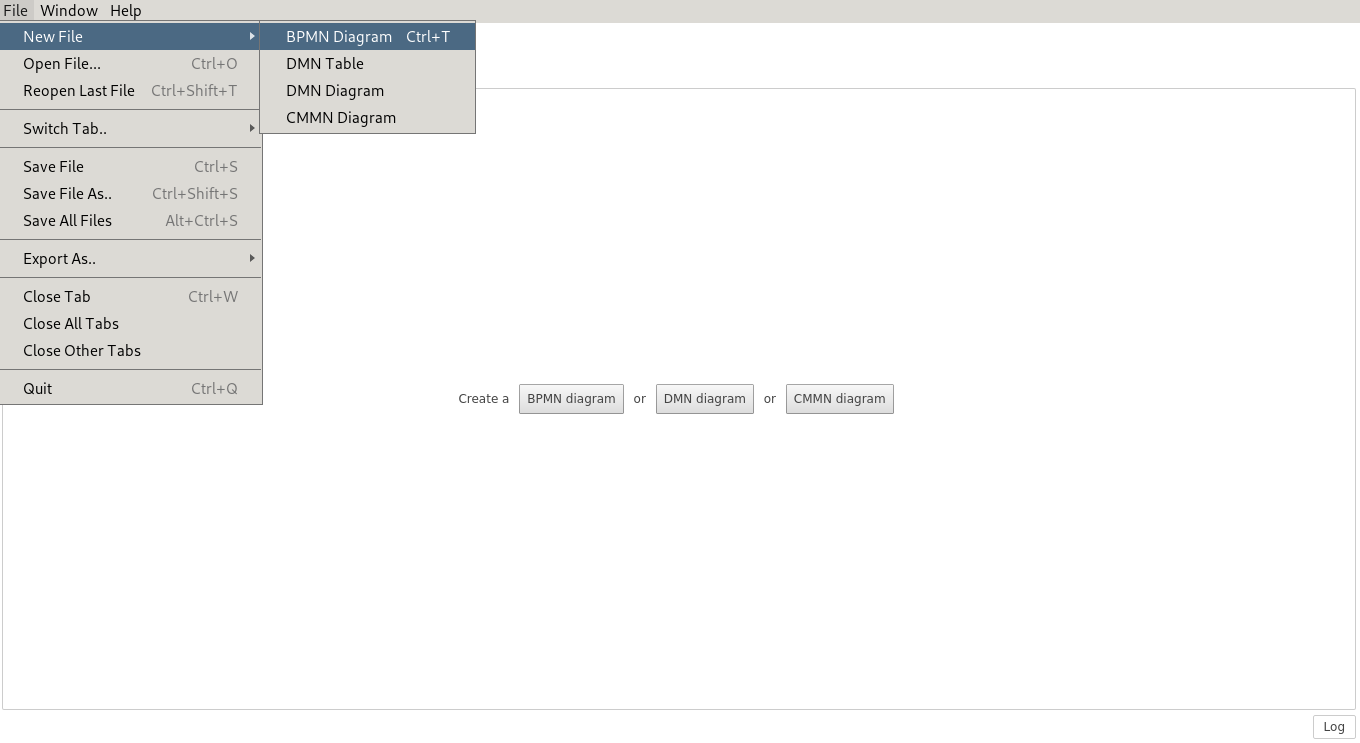 File Window Help
New File BPMN Diagram Ctrl+T
Open File... Ctrl+O DMN Table
Reopen Last File Ctrl+Shift+T DMN Diagram
CMMN Diagram
Switch Tab..
Save File Ctrl+S
Save File As.. Ctrl+Shift+S
Save All Files Alt+Ctrl+S
Export As..
Close Tab Ctrl+W
Close All Tabs
Close Other Tabs
Quit Ctrl+Q
Create a BPMN diagram or DMN diagram or CMMN diagram
Log